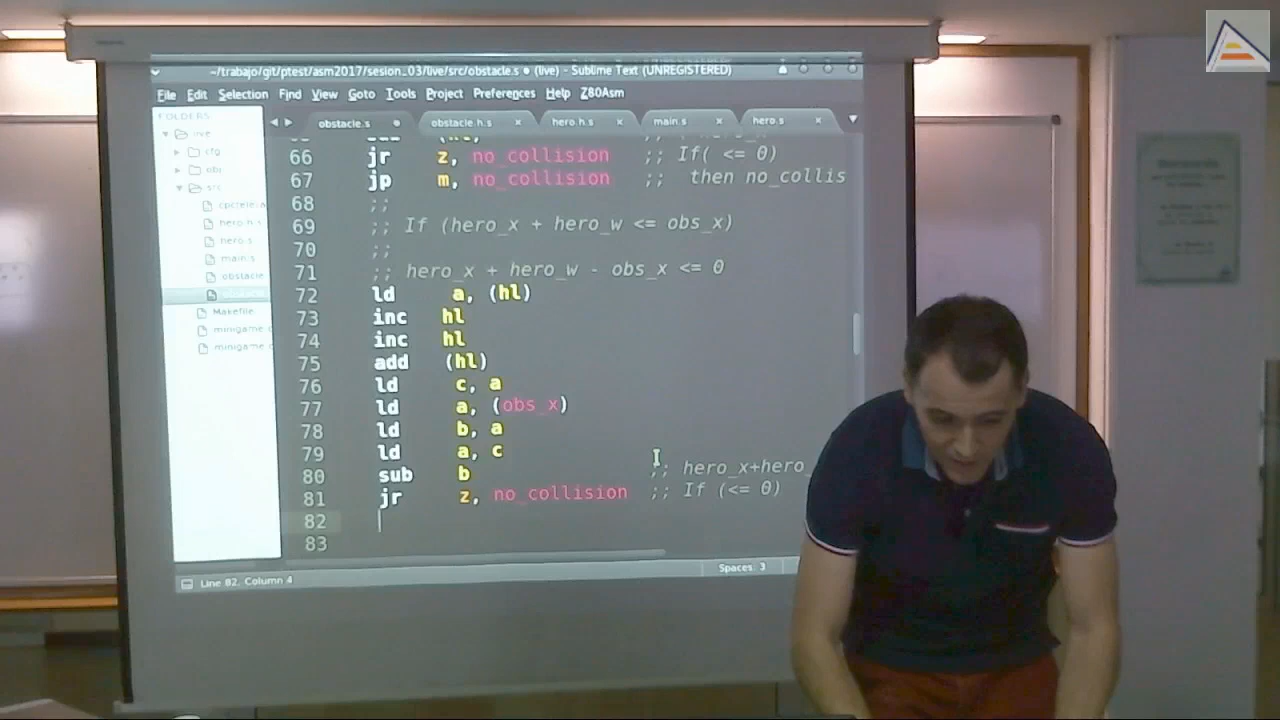 ~/trabajo/git/ptest/asm2017/sesion_03/live/src/obstacle.s • (live) - Sublime Text (UNREGISTERED)
File Edit Selection Find View Goto Tools Project Preferences Help Z80Asm
FOLDERS
live
cfg
obj
src
hero.h.s
hero.s
main.s
obstacle
Makefile
minigame.
minigame.
obstacle.s obstacle.h.s hero.h.s main.s hero.s
66 jr z, no_collision ;; If( <= 0)
67 jp m, no_collision ;; then no_collis
68 ;;
69 ;; If (hero_x + hero_w <= obs_x)
70 ;;
71 ;; hero_x + hero_w - obs_x <= 0
72 ld a, (hl)
73 inc hl
74 inc hl
75 add (hl)
76 ld c, a
77 ld a, (obs_x)
78 ld b, a
79 ld a, c
80 sub b ;; hero_x+hero_
81 jr z, no_collision ;; If (<= 0)
82
83
Line 82, Column 4
Spaces: 3